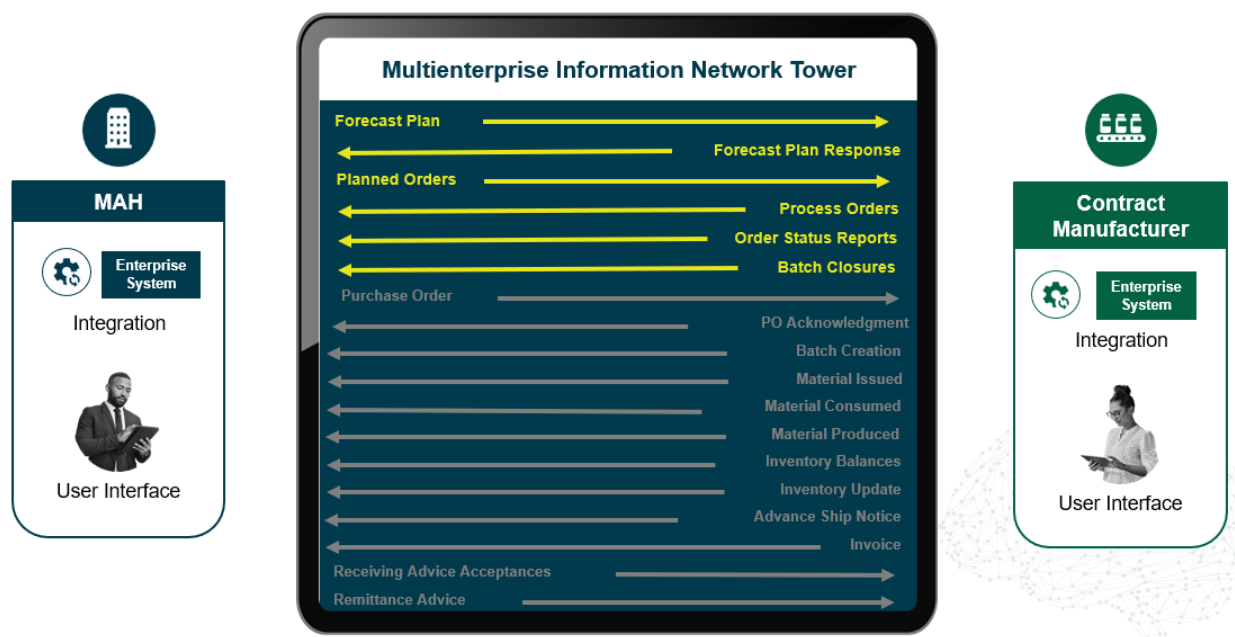 Multienterprise Information Network Tower
MAH
Enterprise
System
Integration
User Interface
Forecast Plan
Forecast Plan Response
Planned Orders
Process Orders
Order Status Reports
Batch Closures
Purchase Order
PO Acknowledgment
Batch Creation
Material Issued
Material Consumed
Material Produced
Inventory Balances
Inventory Update
Advance Ship Notice
Invoice
Receiving Advice Acceptances
Remittance Advice
Contract
Manufacturer
Enterprise
System
Integration
User Interface